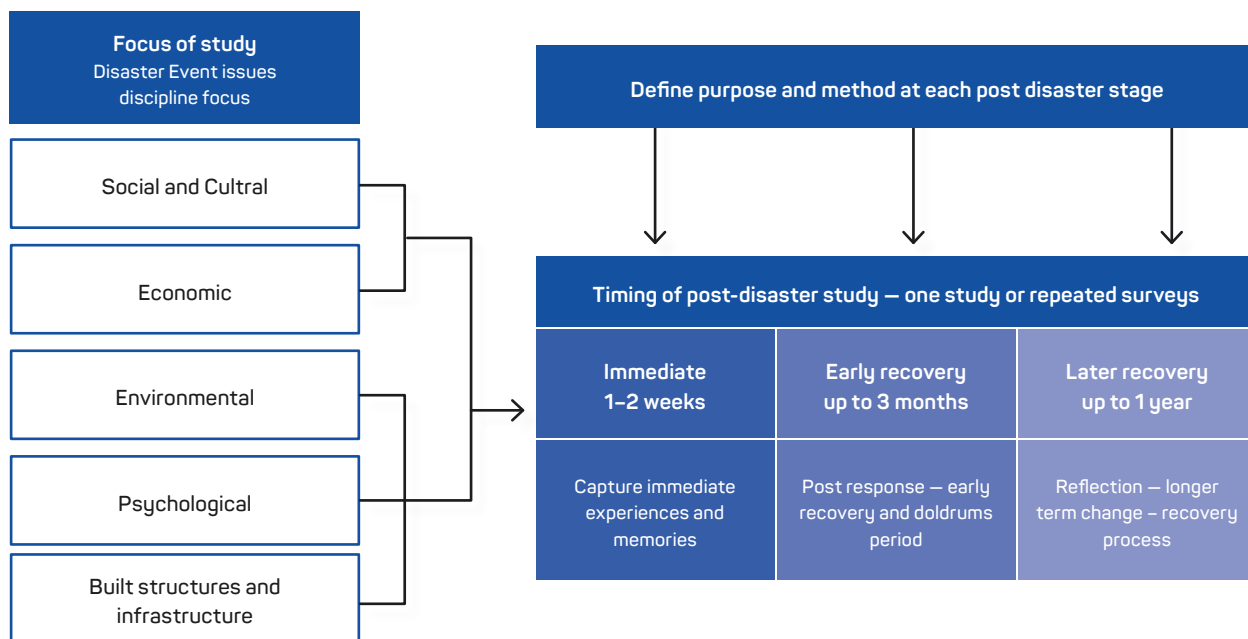 Focus of study
Disaster Event issues
discipline focus
Social and Cultral
Economic
Environmental
Psychological
Built structures and
infrastructure
Define purpose and method at each post disaster stage
Timing of post-disaster study – one study or repeated surveys
Immediate
1–2 weeks
Early recovery
up to 3 months
Later recovery
up to 1 year
Capture immediate
experiences and
memories
Post response – early
recovery and doldrums
period
Reflection – longer
term change – recovery
process